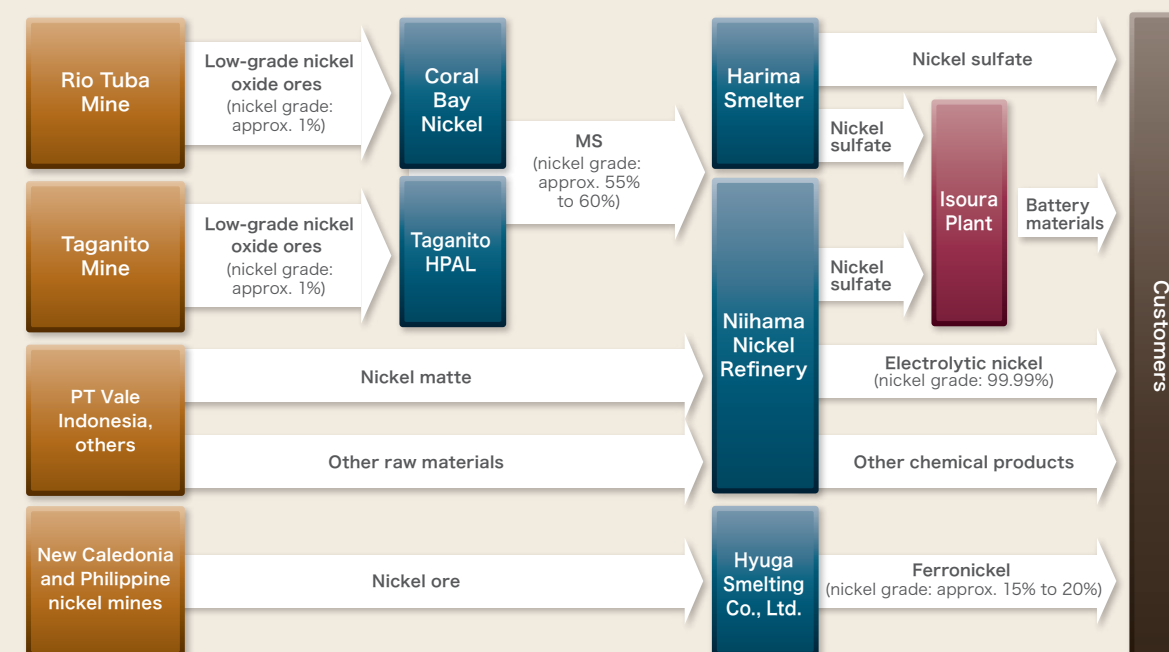 Rio Tuba
Mine
Low-grade nickel
oxide ores
(nickel grade:
approx. 1%)
Coral
Bay
Nickel
Taganito
Mine
Low-grade nickel
oxide ores
(nickel grade:
approx. 1%)
Taganito
HPAL
MS
(nickel grade:
approx. 55%
to 60%)
PT Vale
Indonesia,
others
Nickel matte
Other raw materials
New Caledonia
and Philippine
nickel mines
Nickel ore
Harima
Smelter
Nickel sulfate
Nickel
sulfate
Isoura
Plant
Battery
materials
Niihama
Nickel
Refinery
Nickel
sulfate
Electrolytic nickel
(nickel grade: 99.99%)
Other chemical products
Hyuga
Smelting
Co., Ltd.
Ferronickel
(nickel grade: approx. 15% to 20%)
Customers